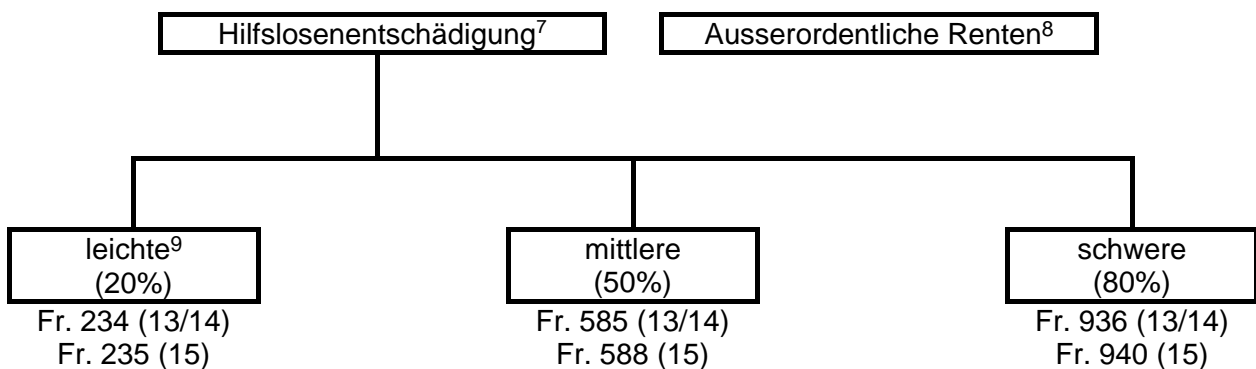 Hilfslosenentschädigung⁷
Ausserordentliche Renten⁸
leichte⁹
(20%)
Fr. 234 (13/14)
Fr. 235 (15)
mittlere
(50%)
Fr. 585 (13/14)
Fr. 588 (15)
schwere
(80%)
Fr. 936 (13/14)
Fr. 940 (15)